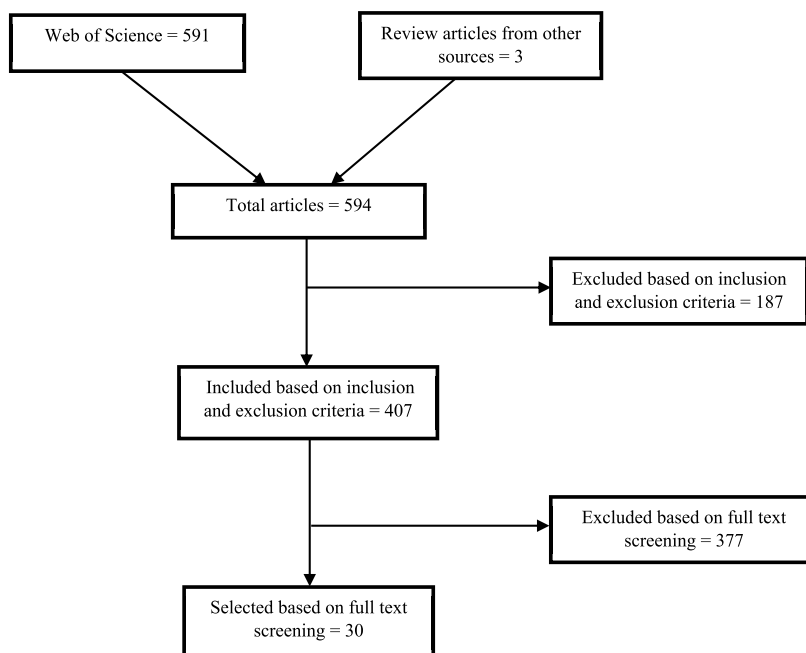 Web of Science = 591
Review articles from other
sources = 3
Total articles = 594
Excluded based on inclusion
and exclusion criteria = 187
Included based on inclusion
and exclusion criteria = 407
Excluded based on full text
screening = 377
Selected based on full text
screening = 30